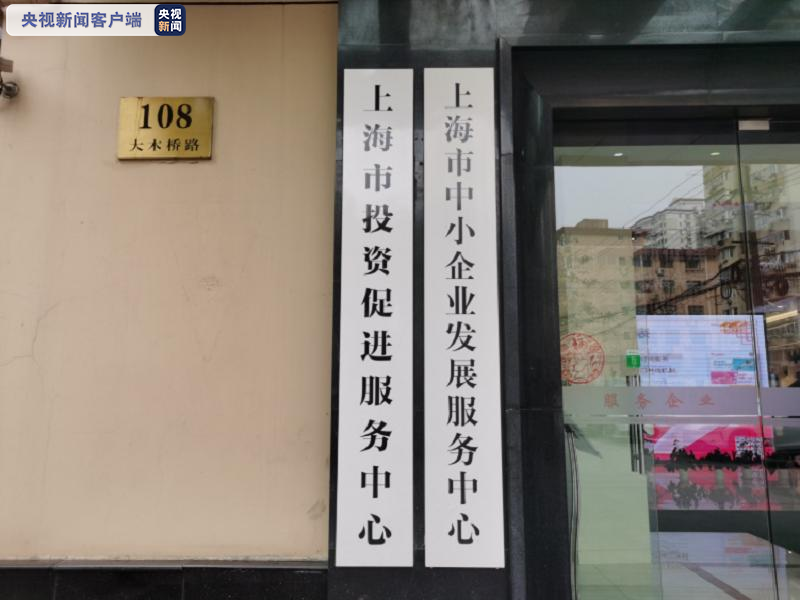 央视新闻客户端
央视
新闻
108
大木桥路
上海市投资促进服务中心
上海市中小企业发展服务中心
服务企业